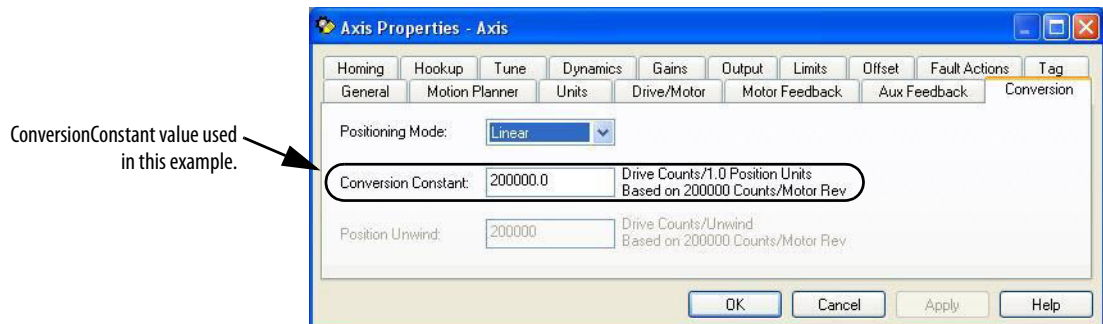 Axis Properties - Axis
Homing Hookup Tune Dynamics Gains Output Limits Offset Fault Actions Tag
General Motion Planner Units Drive/Motor Motor Feedback Aux Feedback Conversion
ConversionConstant value used
in this example.
Positioning Mode: Linear
Conversion Constant: 200000.0 Drive Counts/1.0 Position Units
Based on 200000 Counts/Motor Rev
Position Unwind: 200000 Drive Counts/Unwind
Based on 200000 Counts/Motor Rev
OK Cancel Apply Help